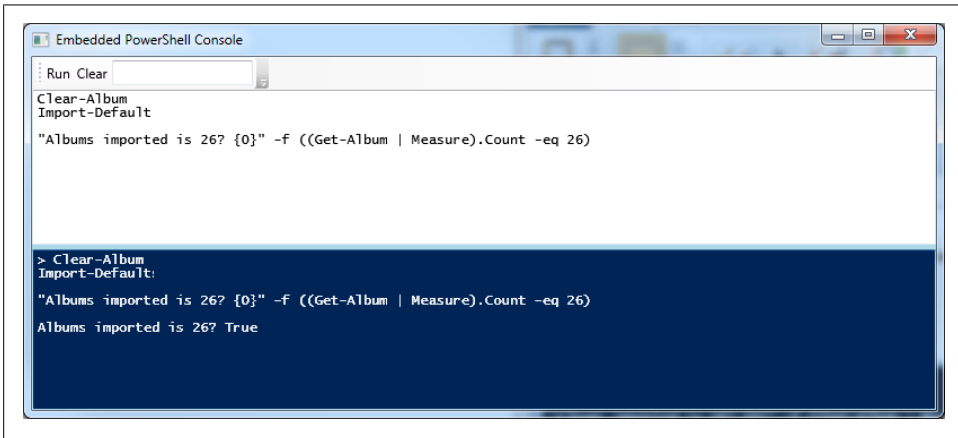 Embedded PowerShell Console
Run Clear
Clear-Album
Import-Default
"Albums imported is 26? {0}" -f ((Get-Album | Measure).Count -eq 26)
> Clear-Album
Import-Default
"Albums imported is 26? {0}" -f ((Get-Album | Measure).Count -eq 26)
Albums imported is 26? True